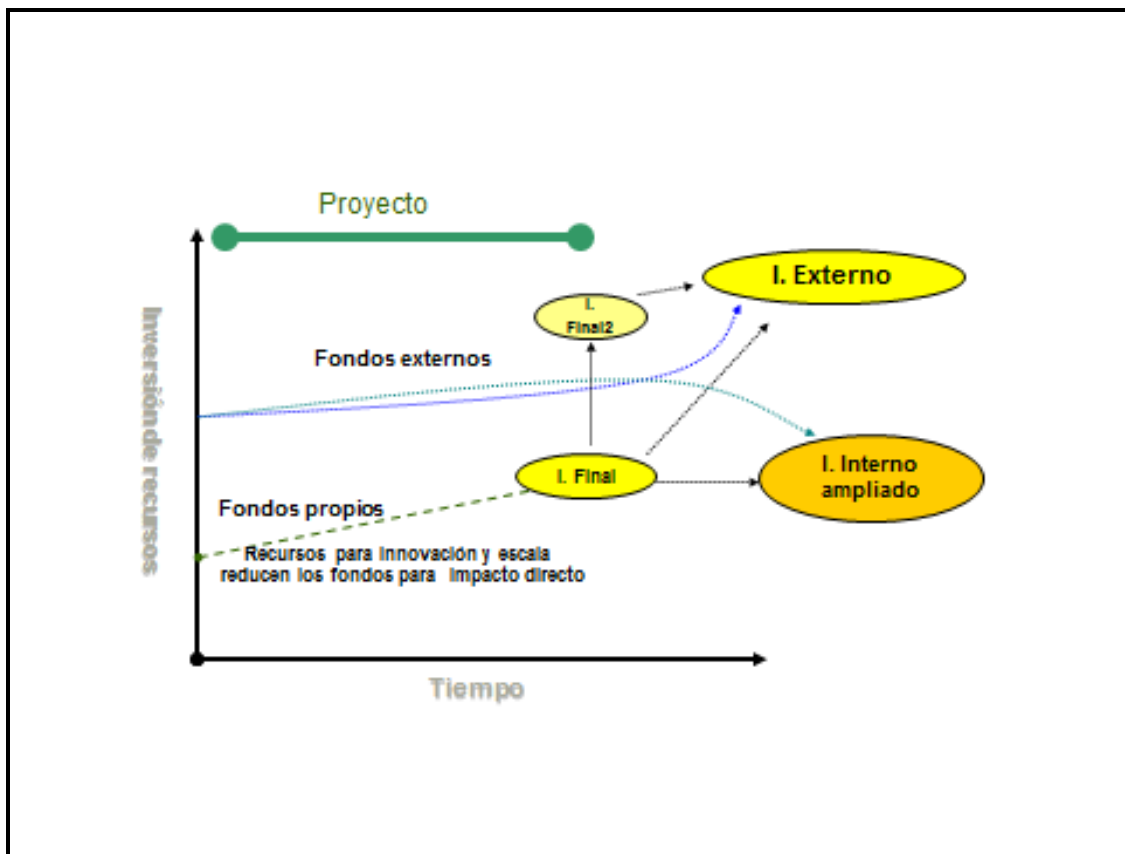 Proyecto
I. Externo
I.
Final2
Fondos externos
I. Final
I. Interno
ampliado
Fondos propios
Recursos para innovación y escala
reducen los fondos para impacto directo
Inversión de recursos
Tiempo